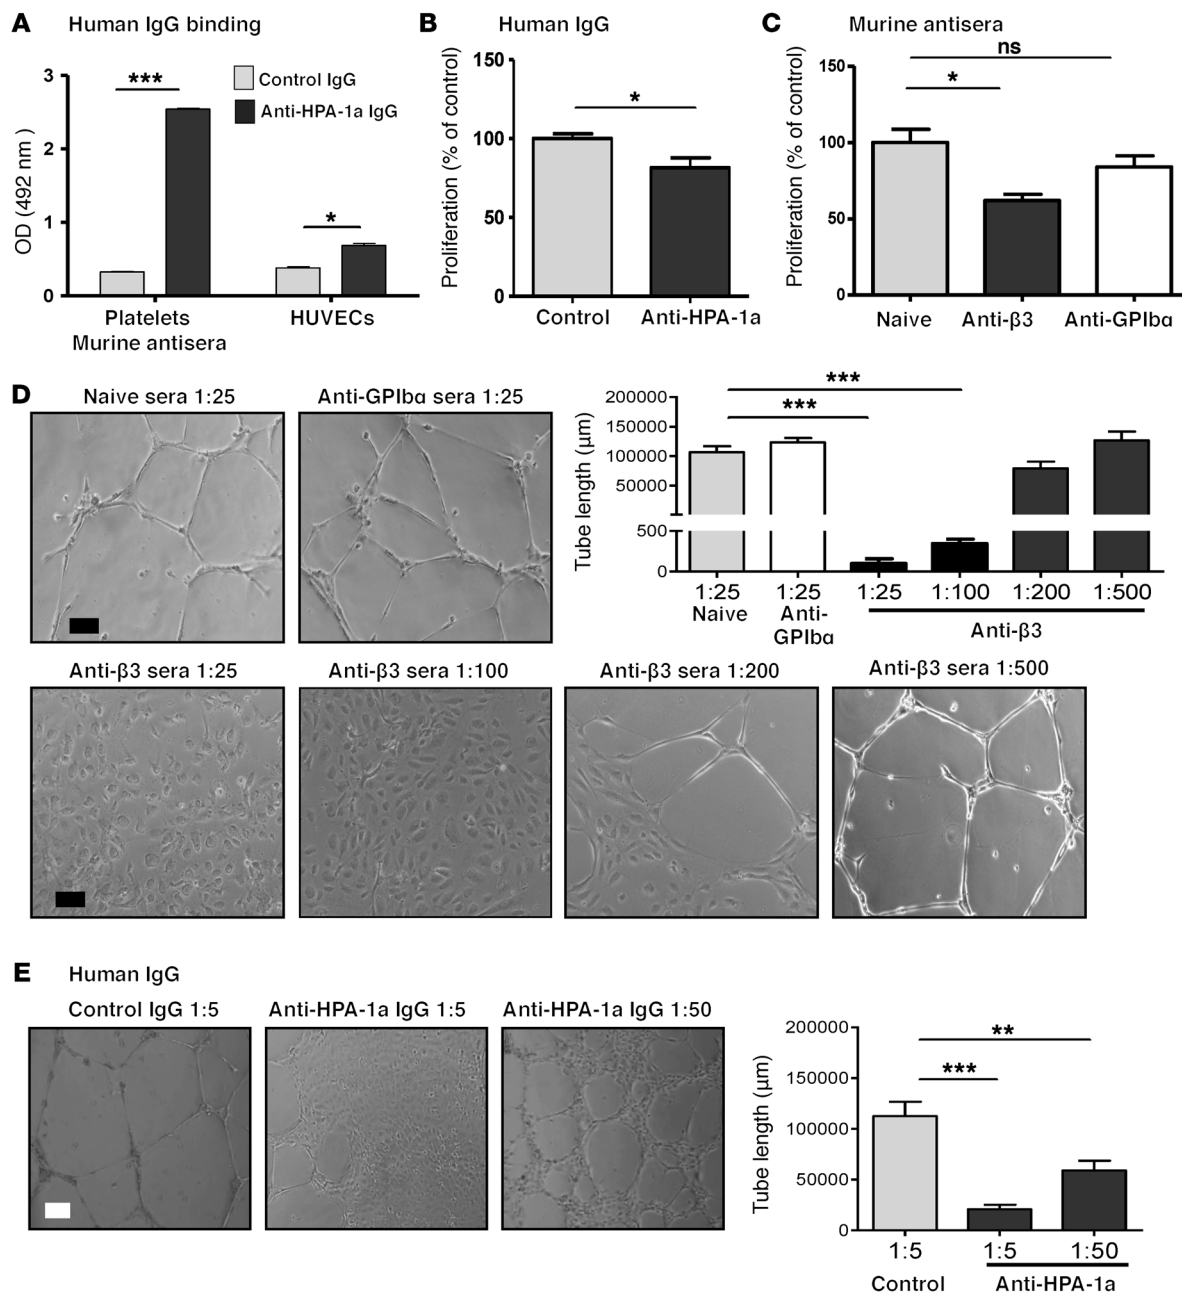 A Human IgG binding
***
*
Control IgG
Anti-HPA-1a IgG
OD (492 nm )
3
2
1
0
Platelets
HUVECs
Murine antisera
B Human IgG
*
Proliferation (% of control)
150
100
50
0
Control Anti-HPA-1a
C Murine antisera
ns
*
Proliferation (% of control)
150
100
50
0
Naive Anti-β3 Anti-GPIbα
D
Naive sera 1:25
Anti-GPIbα sera 1:25
***
***
Tube length (µm)
200000
150000
100000
50000
500
0
1:25 1:25 1:25 1:100 1:200 1:500
Naive Anti-
GPIbα
Anti-β3
Anti-β3 sera 1:25
Anti-β3 sera 1:100
Anti-β3 sera 1:200
Anti-β3 sera 1:500
E Human IgG
Control IgG 1:5
Anti-HPA-1a IgG 1:5
Anti-HPA-1a IgG 1:50
**
***
Tube length (µm)
200000
150000
100000
50000
0
1:5 1:5 1:50
Control Anti-HPA-1a